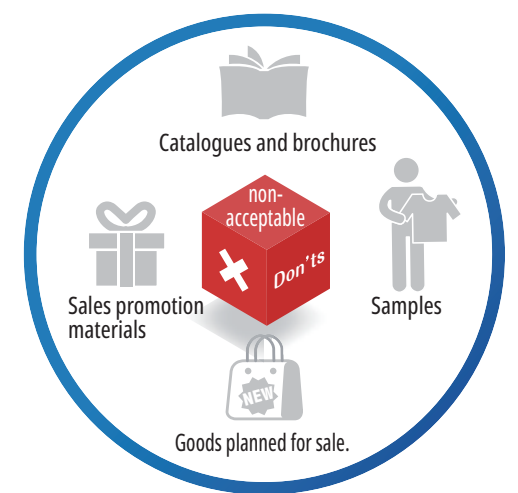 Catalogues and brochures
non-
acceptable
Don'ts
Sales promotion
materials
Samples
NEW
Goods planned for sale.